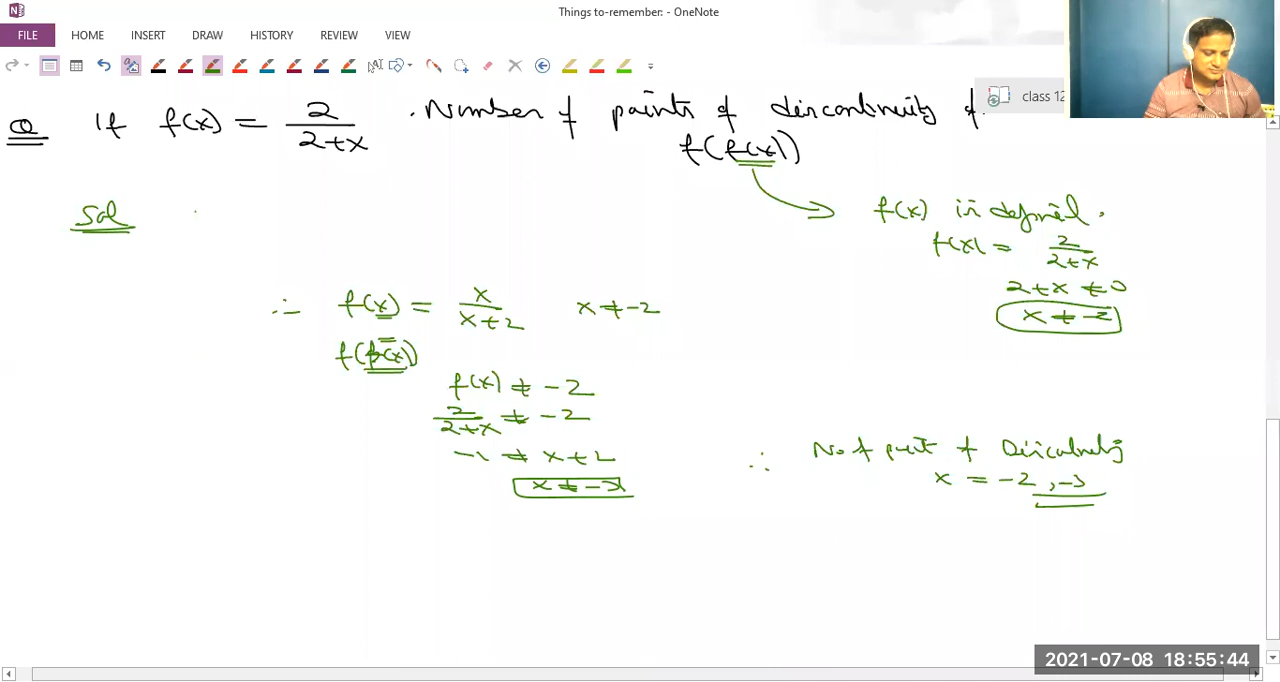 Things to-remember: - OneNote
FILE HOME INSERT DRAW HISTORY REVIEW VIEW
class 12
Q If f(x) = 2/(2+x) . Number of points of discontinuity of
f(f(x))
Sol
f(x) is defined.
f(x) = 2/(2+x)
2+x ≠ 0
x ≠ -2
∴ f(x) = x/(x+2) x ≠ -2
f(f(x))
f(x) ≠ -2
2/(2+x) ≠ -2
-1 ≠ x+2
x ≠ -3
∴ No of point of Discontinuity
x = -2, -3
2021-07-08 18:55:44